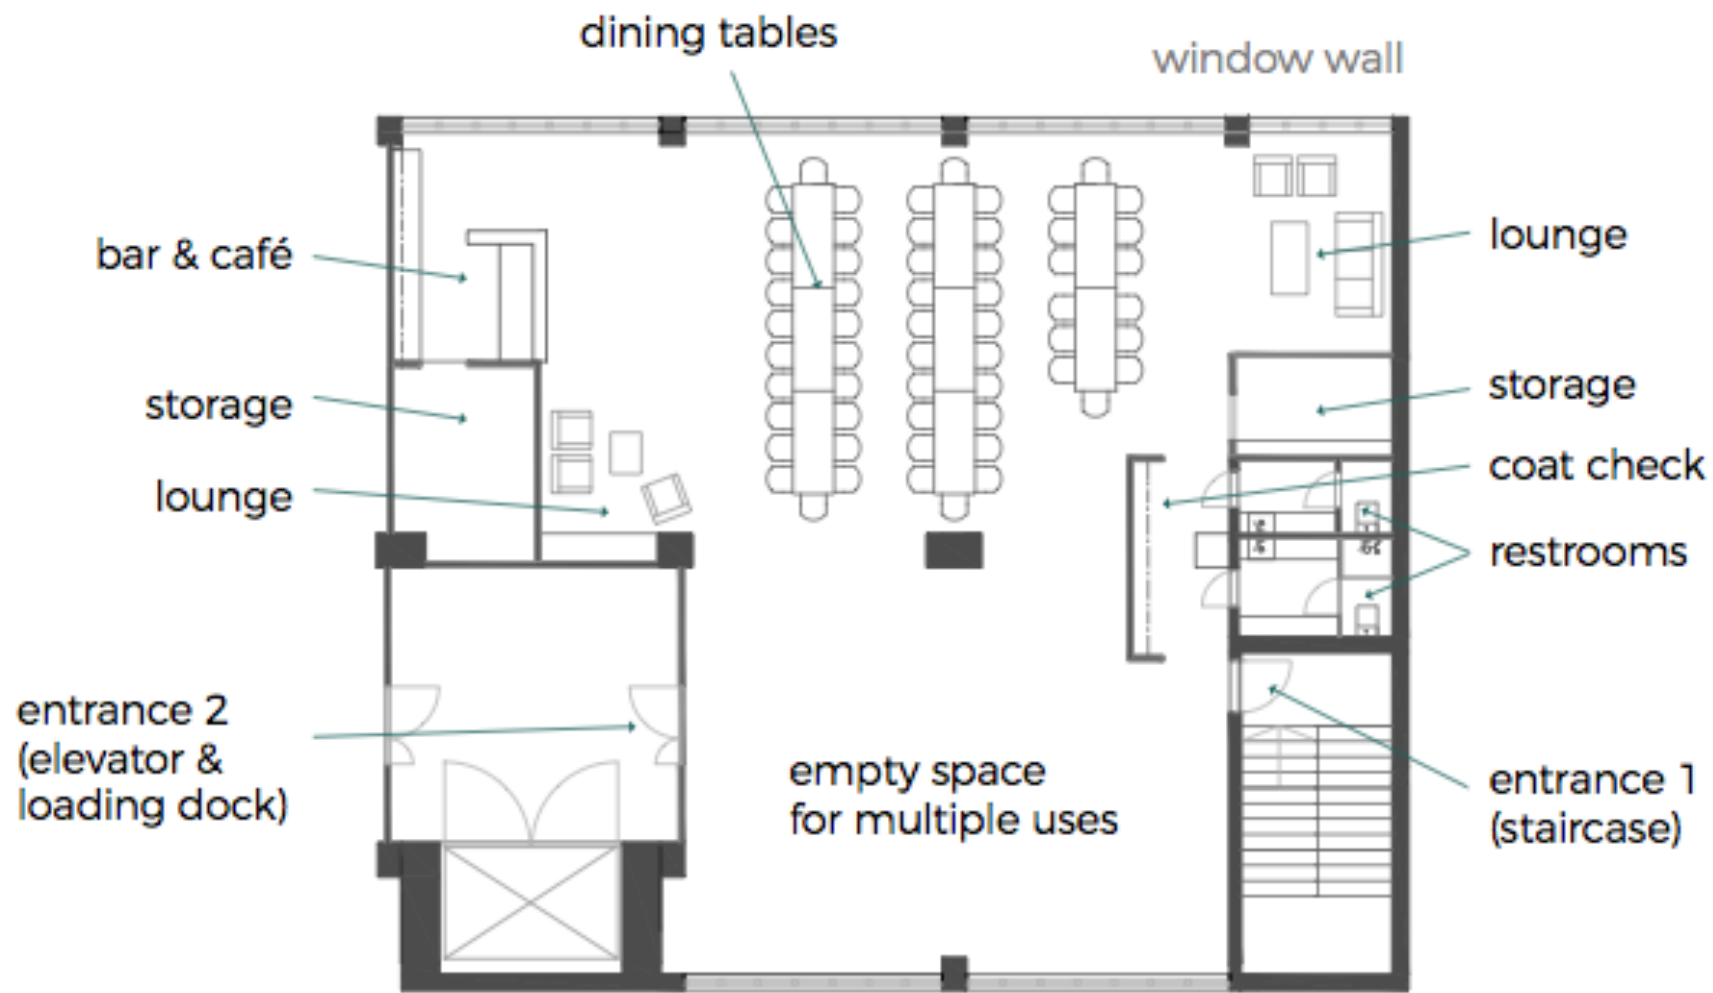 dining tables
window wall
bar & café
lounge
storage
storage
lounge
coat check
restrooms
entrance 2
(elevator &
loading dock)
empty space
for multiple uses
entrance 1
(staircase)